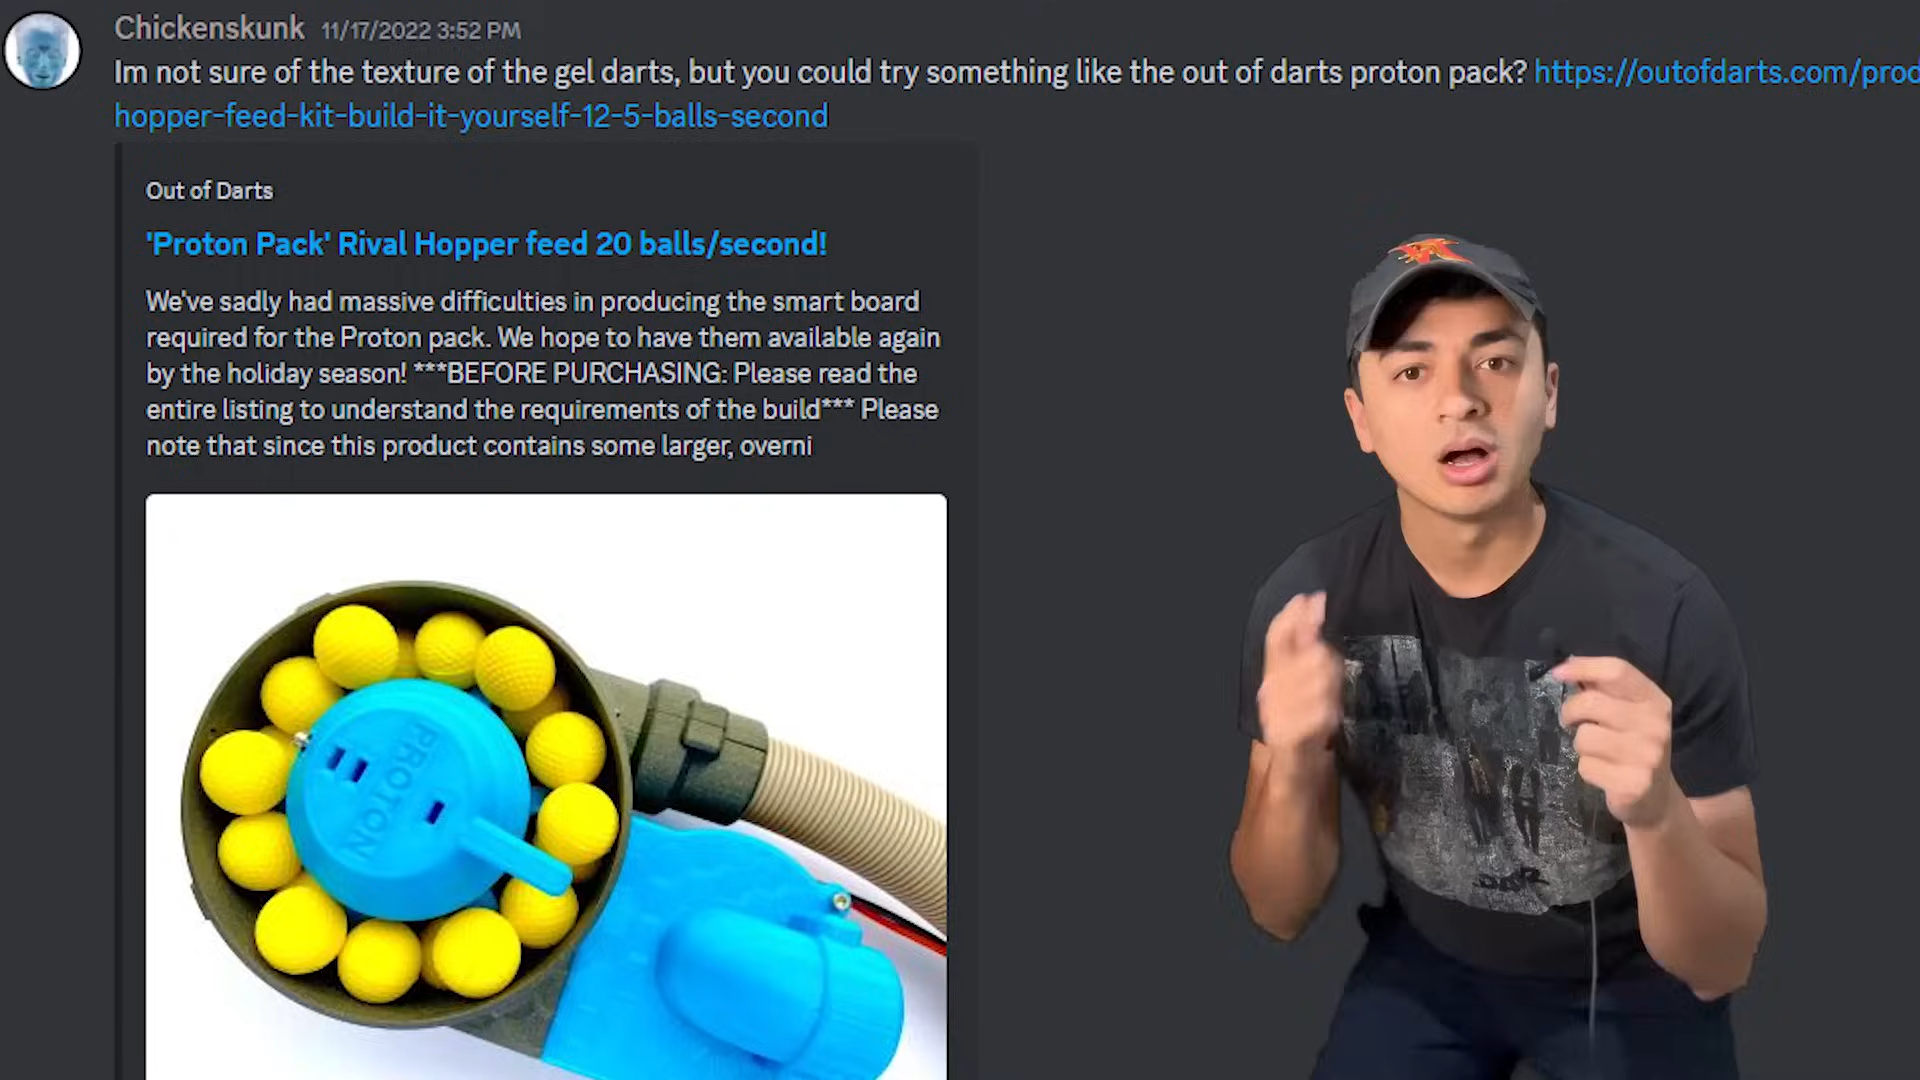 Chickenskunk 11/17/2022 3:52 PM
Im not sure of the texture of the gel darts, but you could try something like the out of darts proton pack? https://outofdarts.com/prod
hopper-feed-kit-build-it-yourself-12-5-balls-second
Out of Darts
'Proton Pack' Rival Hopper feed 20 balls/second!
We've sadly had massive difficulties in producing the smart board
required for the Proton pack. We hope to have them available again
by the holiday season! ***BEFORE PURCHASING: Please read the
entire listing to understand the requirements of the build*** Please
note that since this product contains some larger, overni
PROTON